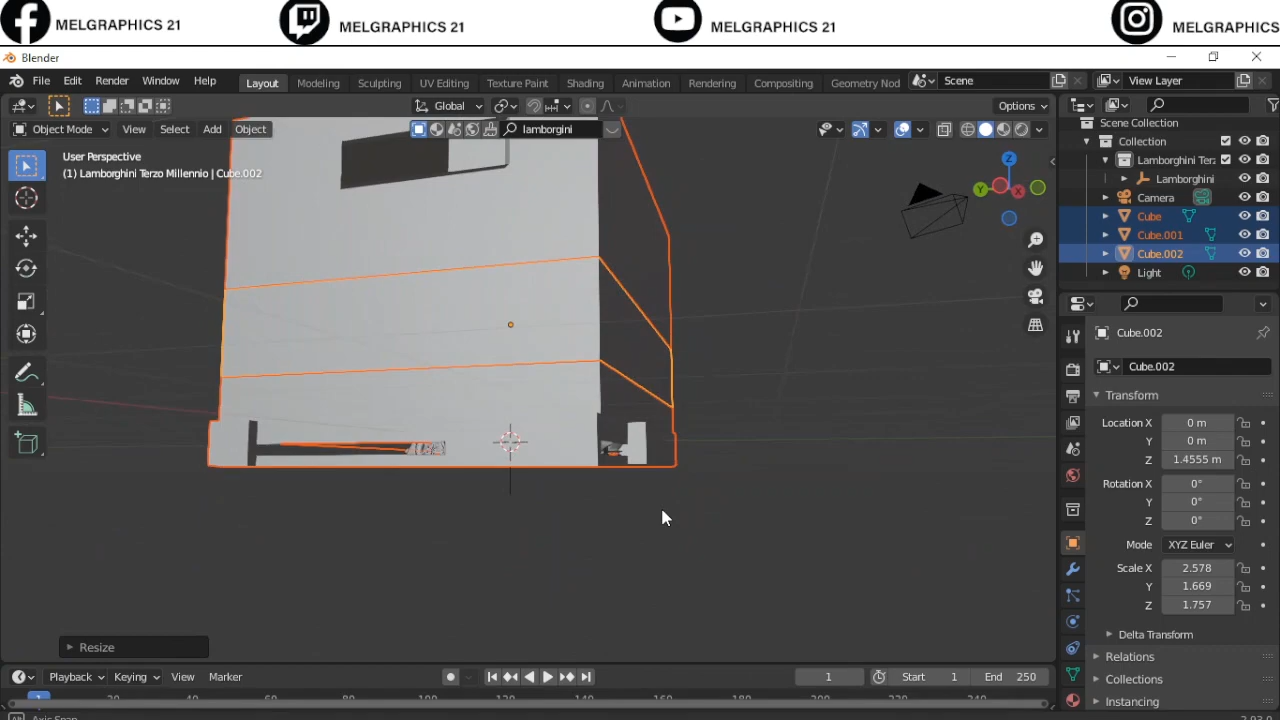 MELGRAPHICS 21 MELGRAPHICS 21 MELGRAPHICS 21 MELGRAPHICS
Blender
File Edit Render Window Help Layout Modeling Sculpting UV Editing Texture Paint Shading Animation Rendering Compositing Geometry Nod Scene View Layer
Global Options
Object Mode View Select Add Object lamborgini
User Perspective
(1) Lamborghini Terzo Millennio | Cube.002
Z
Y
X
Scene Collection
Collection
Lamborghini Terz
Lamborghini
Camera
Cube
Cube.001
Cube.002
Light
Cube.002
Cube.002
Transform
Location X 0 m
Y 0 m
Z 1.4555 m
Rotation X 0°
Y 0°
Z 0°
Mode XYZ Euler
Scale X 2.578
Y 1.669
Z 1.757
Delta Transform
Relations
Collections
Instancing
Resize
Playback Keying View Marker 1 Start 1 End 250
1 20